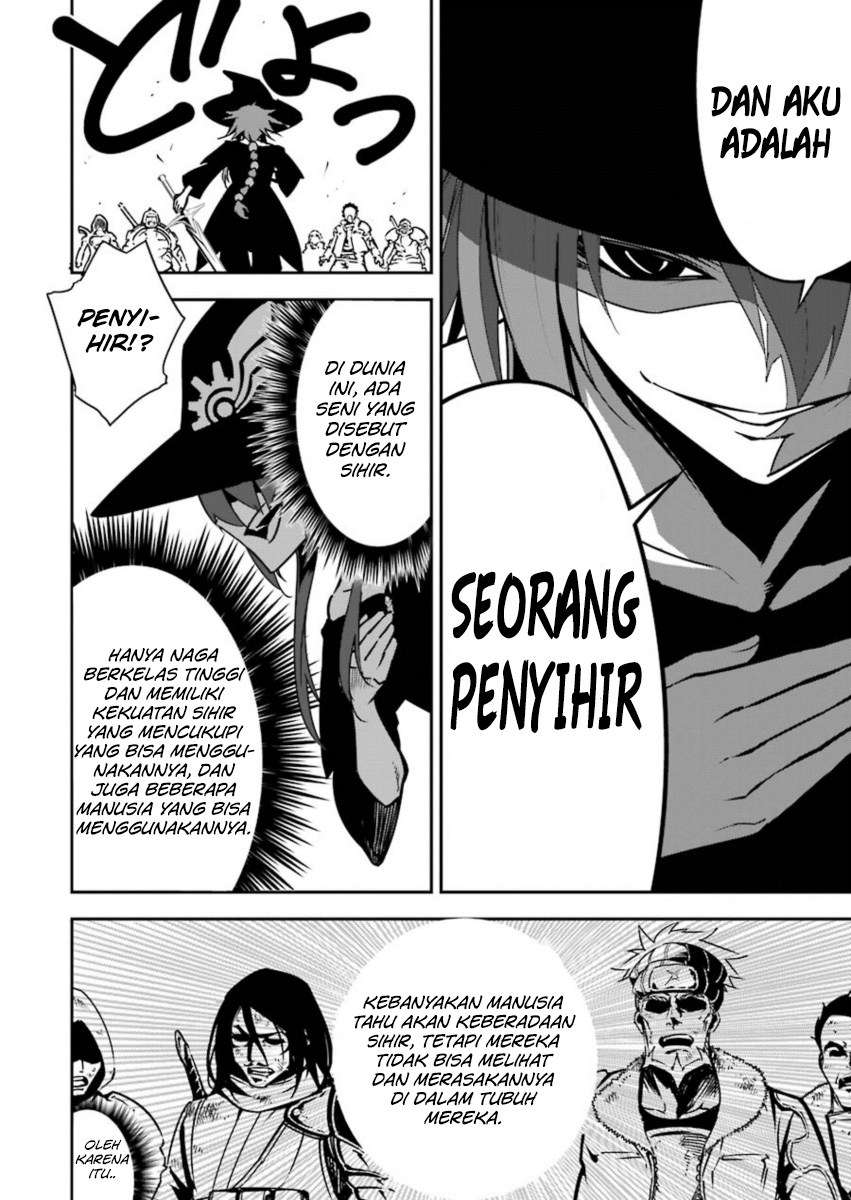 DAN AKU
ADALAH
SEORANG
PENYIHIR
どよっ
PENYI-
HIR!?
DI DUNIA
INI, ADA
SENI YANG
DISEBUT
DENGAN
SIHIR.
HANYA NAGA
BERKELAS TINGGI
DAN MEMILIKI
KEKUATAN SIHIR
YANG MENCUKUPI
YANG BISA MENGGU-
NAKANNYA, DAN
JUGA BEBERAPA
MANUSIA YANG BISA
MENGGUNAKANNYA.
KEBANYAKAN MANUSIA
TAHU AKAN KEBERADAAN
SIHIR, TETAPI MEREKA
TIDAK BISA MELIHAT
DAN MERASAKANNYA
DI DALAM TUBUH
MEREKA.
OLEH
KARENA
ITU..